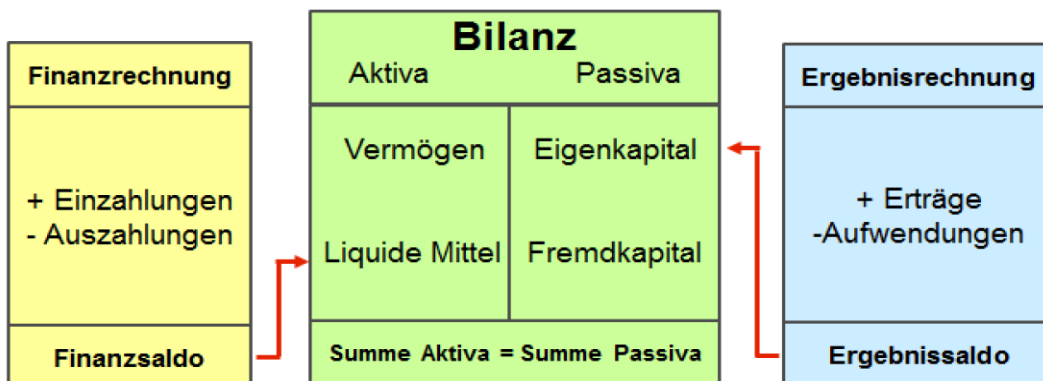 Finanzrechnung
+ Einzahlungen
- Auszahlungen
Finanzsaldo
Bilanz
Aktiva Passiva
Vermögen Eigenkapital
Liquide Mittel Fremdkapital
Summe Aktiva = Summe Passiva
Ergebnisrechnung
+ Erträge
-Aufwendungen
Ergebnissaldo